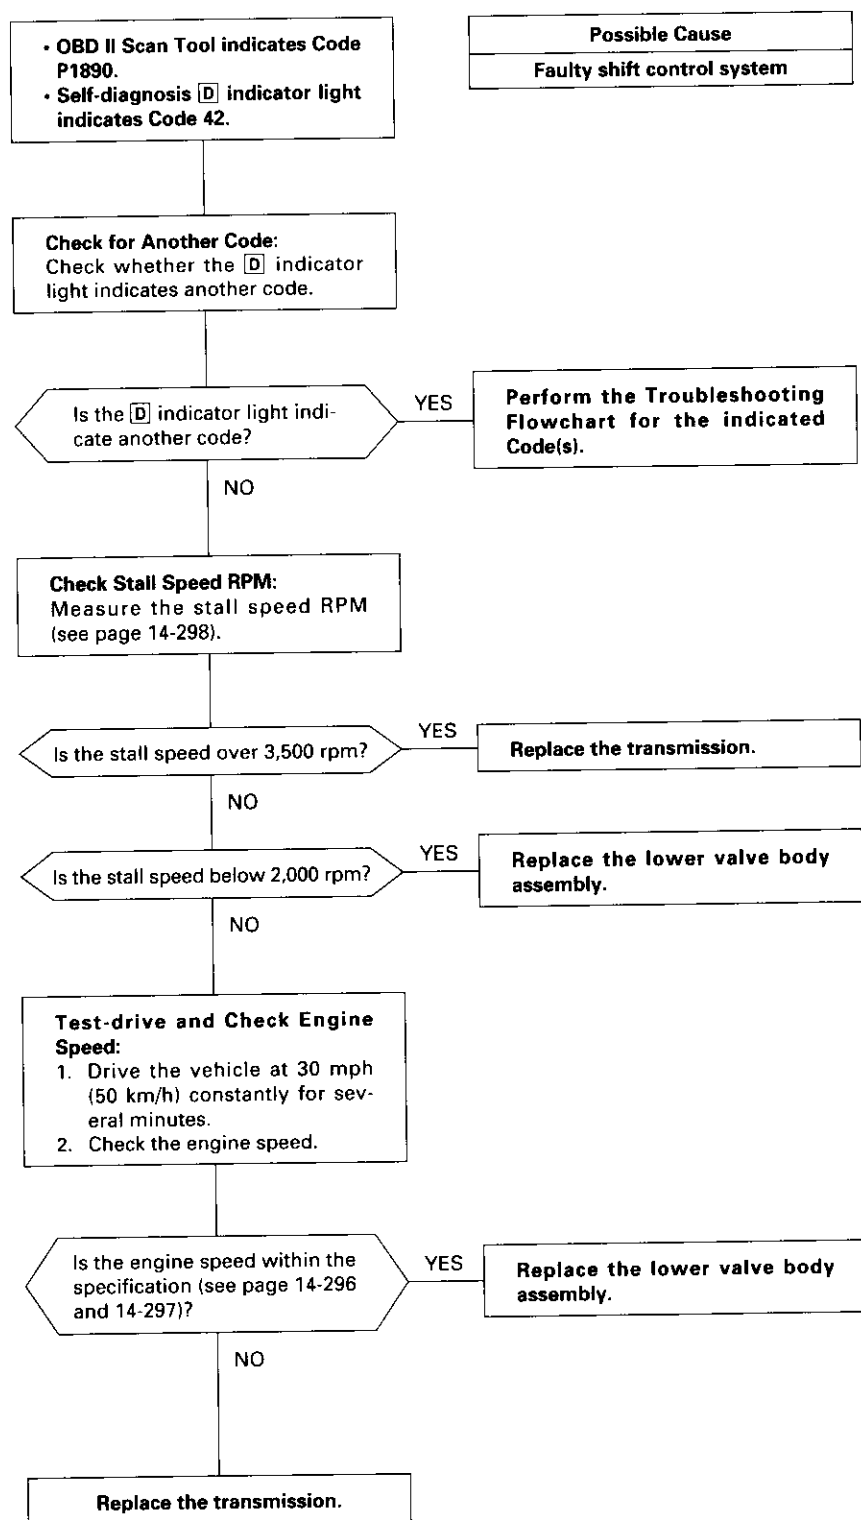 • OBD II Scan Tool indicates Code
P1890.
• Self-diagnosis D indicator light
indicates Code 42.
Possible Cause
Faulty shift control system
Check for Another Code:
Check whether the D indicator
light indicates another code.
Is the D indicator light indi-
cate another code?
YES
Perform the Troubleshooting
Flowchart for the indicated
Code(s).
NO
Check Stall Speed RPM:
Measure the stall speed RPM
(see page 14-298).
Is the stall speed over 3,500 rpm?
YES
Replace the transmission.
NO
Is the stall speed below 2,000 rpm?
YES
Replace the lower valve body
assembly.
NO
Test-drive and Check Engine
Speed:
1. Drive the vehicle at 30 mph
(50 km/h) constantly for sev-
eral minutes.
2. Check the engine speed.
Is the engine speed within the
specification (see page 14-296
and 14-297)?
YES
Replace the lower valve body
assembly.
NO
Replace the transmission.